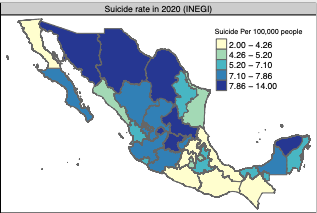 Suicide rate in 2020 (INEGI)
Suicide Per 100,000 people
2.00 – 4.26
4.26 – 5.20
5.20 – 7.10
7.10 – 7.86
7.86 – 14.00